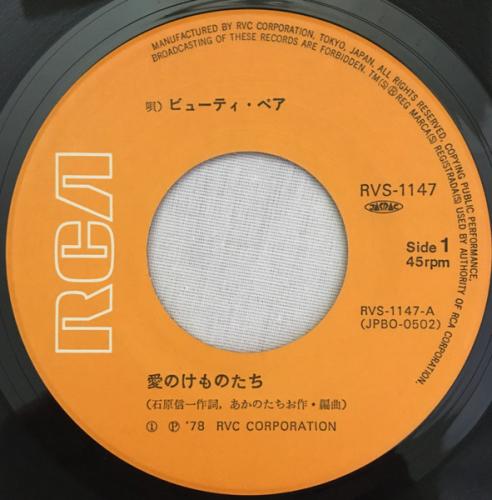 MANUFACTURED BY RVC CORPORATION, TOKYO, JAPAN. ALL RIGHTS RESERVED. COPYING PUBLIC PERFORMANCE,
BROADCASTING OF THESE RECORDS ARE FORBIDDEN. TM(S) ® REG MARCA(S) REGISTRADA(S) USED BY AUTHORITY OF RCA CORPORATION.
唄)ビューティ・ペア
RCA
RVS-1147
JASRAC
Side 1
45rpm
RVS-1147-A
(JPBO-0502)
愛のけものたち
(石原信一作詞,あかのたちお作・編曲)
① ℗ '78 RVC CORPORATION